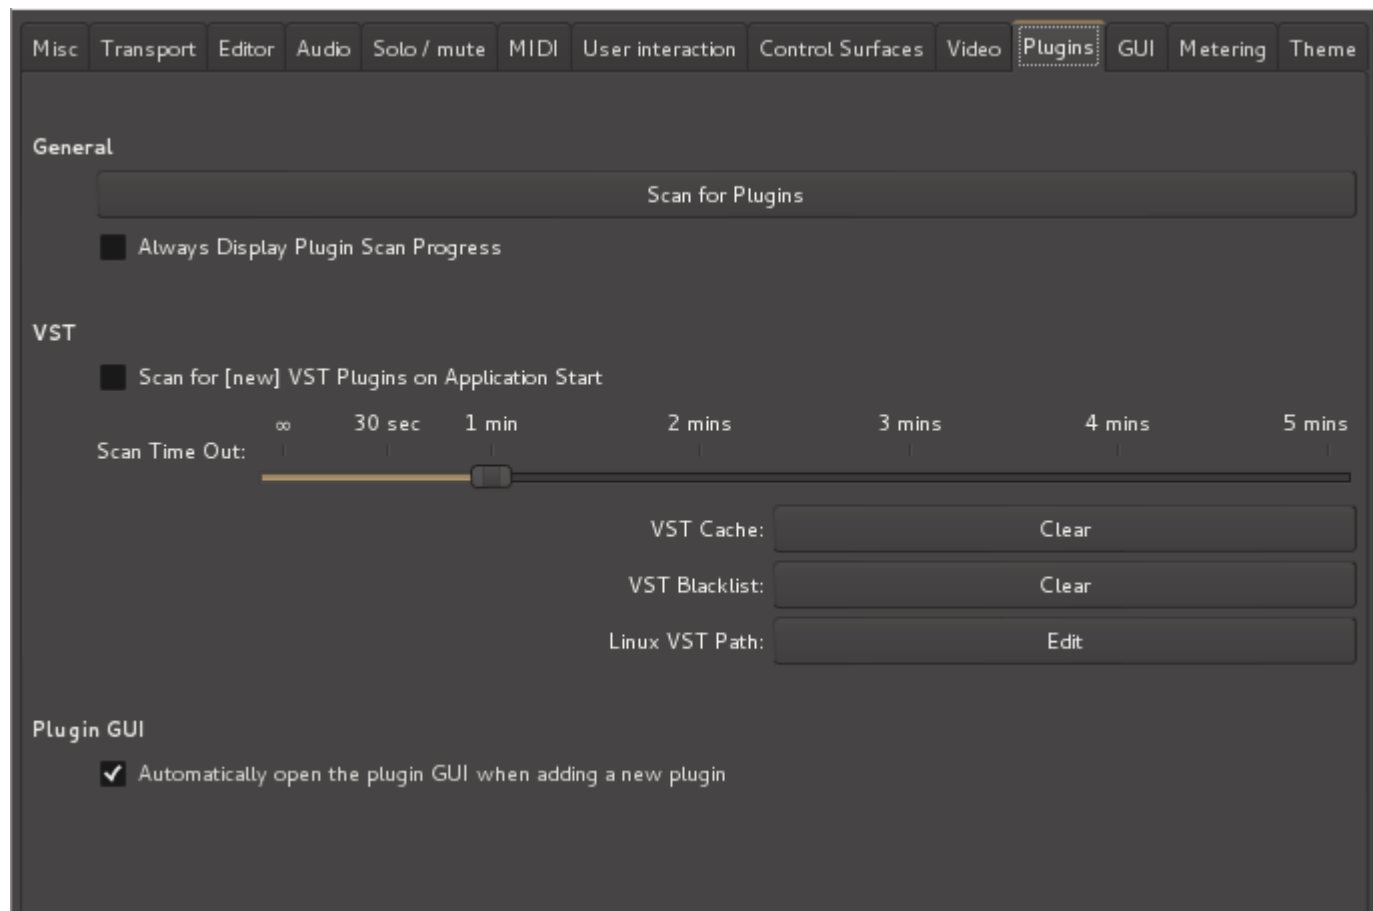 Misc Transport Editor Audio Solo / mute MIDI User interaction Control Surfaces Video Plugins GUI Metering Theme
General
Scan for Plugins
Always Display Plugin Scan Progress
VST
Scan for [new] VST Plugins on Application Start
∞ 30 sec 1 min 2 mins 3 mins 4 mins 5 mins
Scan Time Out:
VST Cache: Clear
VST Blacklist: Clear
Linux VST Path: Edit
Plugin GUI
Automatically open the plugin GUI when adding a new plugin